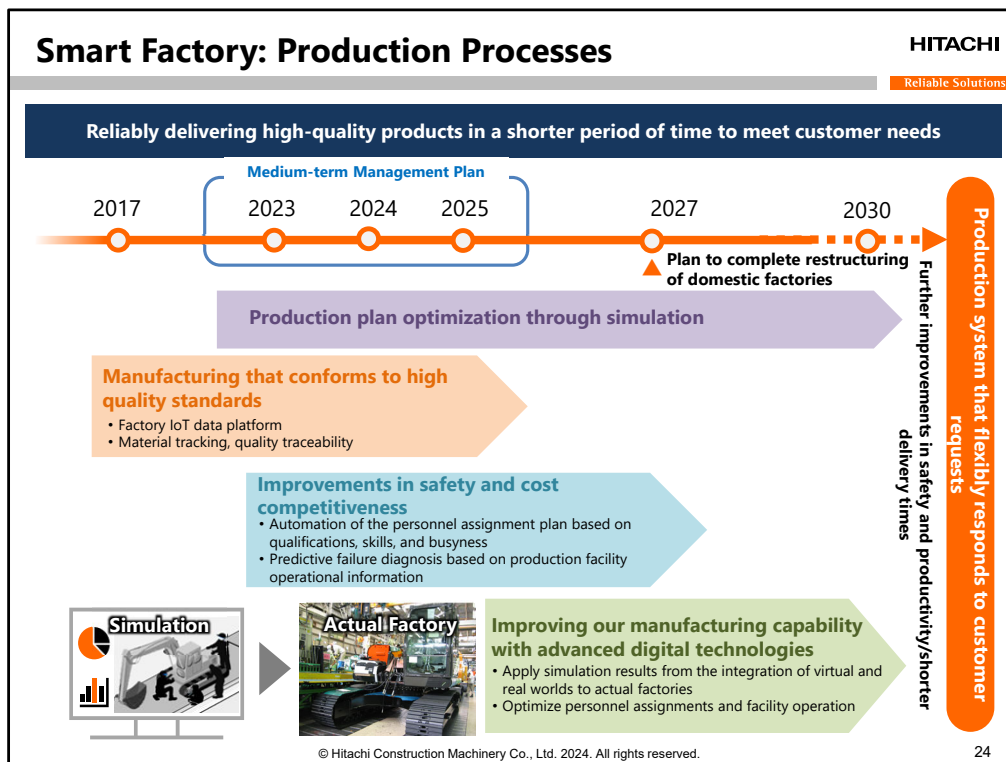 Smart Factory: Production Processes
HITACHI
Reliable Solutions
Reliably delivering high-quality products in a shorter period of time to meet customer needs
Medium-term Management Plan
2017
2023
2024
2025
2027
2030
Plan to complete restructuring
of domestic factories
Production plan optimization through simulation
Manufacturing that conforms to high
quality standards
• Factory IoT data platform
• Material tracking, quality traceability
Improvements in safety and cost
competitiveness
• Automation of the personnel assignment plan based on
qualifications, skills, and busyness
• Predictive failure diagnosis based on production facility
operational information
Simulation
Actual Factory
Improving our manufacturing capability
with advanced digital technologies
• Apply simulation results from the integration of virtual and
real worlds to actual factories
• Optimize personnel assignments and facility operation
Further improvements in safety and productivity/shorter
delivery times
Production system that flexibly responds to customer
requests
© Hitachi Construction Machinery Co., Ltd. 2024. All rights reserved.
24